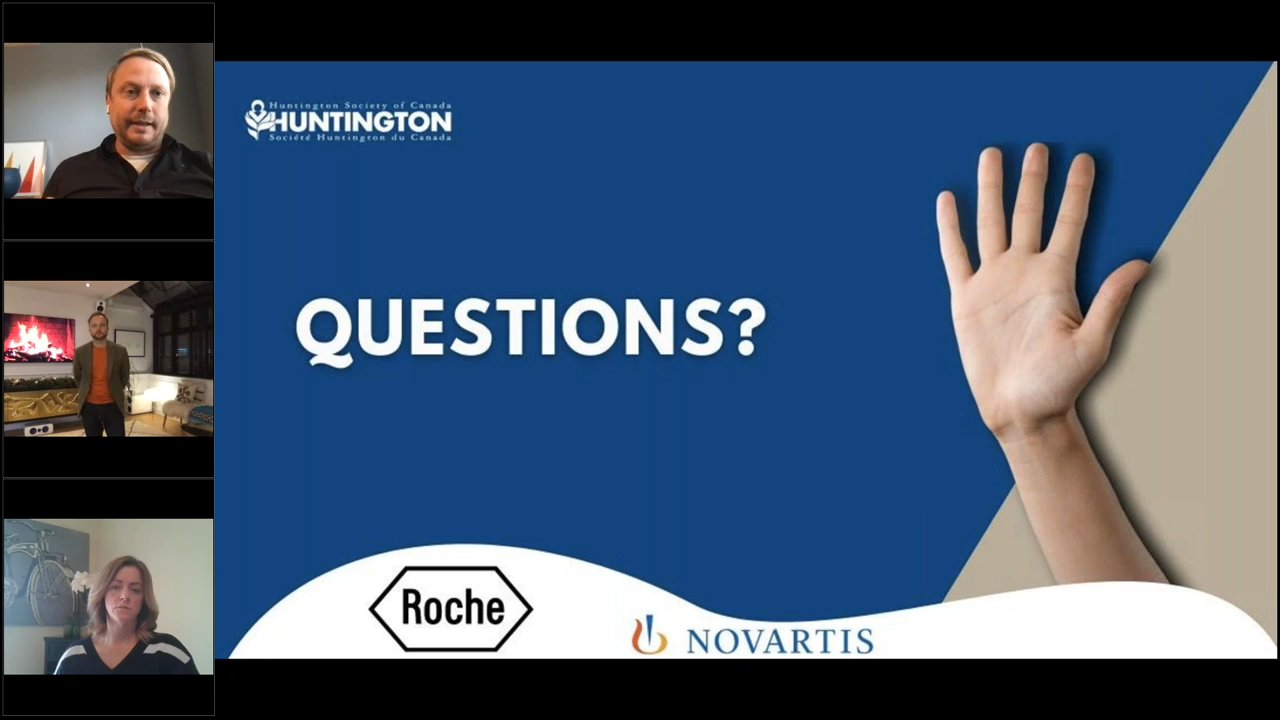 Huntington Society of Canada
HUNTINGTON
Société Huntington du Canada
QUESTIONS?
Roche
NOVARTIS